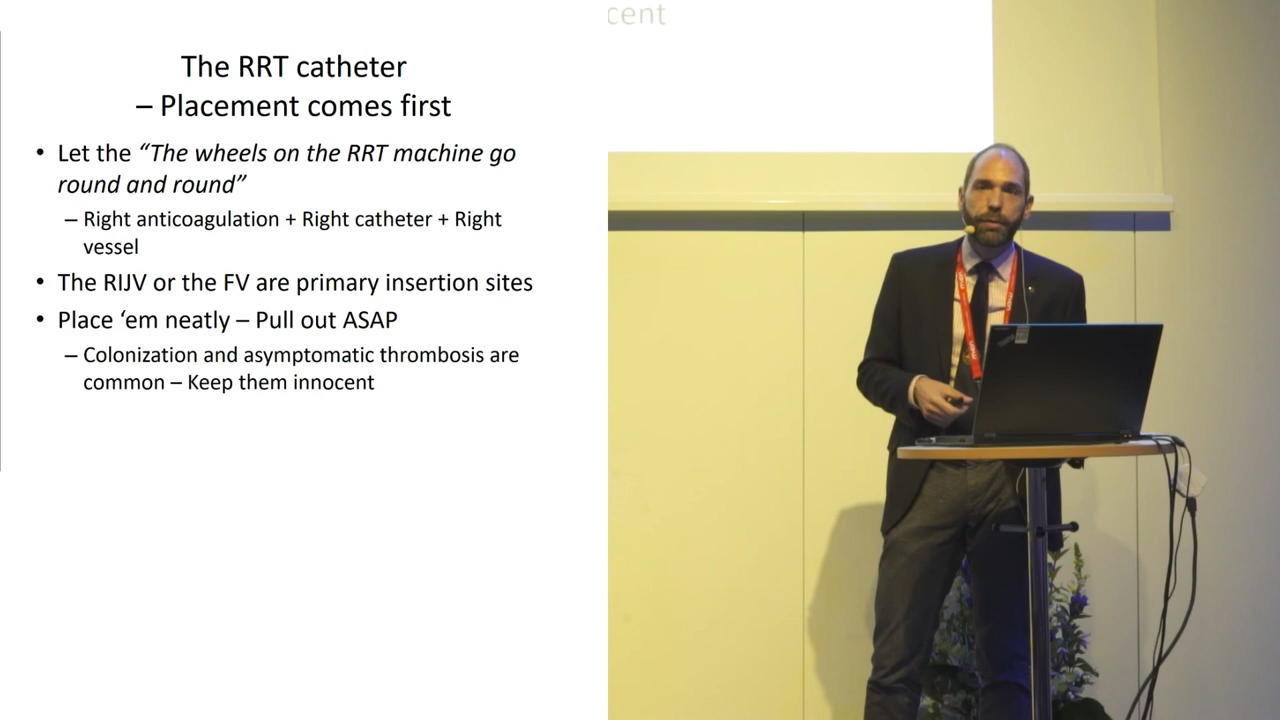 The RRT catheter
– Placement comes first
• Let the “The wheels on the RRT machine go
round and round”
– Right anticoagulation + Right catheter + Right
vessel
• The RIJV or the FV are primary insertion sites
• Place ‘em neatly – Pull out ASAP
– Colonization and asymptomatic thrombosis are
common – Keep them innocent
cent